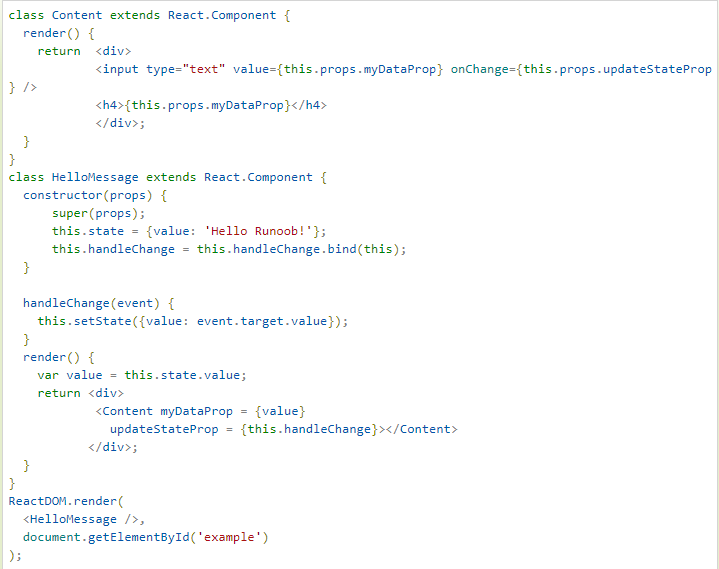 class Content extends React.Component {
  render() {
    return  <div>
            <input type="text" value={this.props.myDataProp} onChange={this.props.updateStateProp
} />
            <h4>{this.props.myDataProp}</h4>
            </div>;
  }
}
class HelloMessage extends React.Component {
  constructor(props) {
      super(props);
      this.state = {value: 'Hello Runoob!'};
      this.handleChange = this.handleChange.bind(this);
  }

  handleChange(event) {
    this.setState({value: event.target.value});
  }
  render() {
    var value = this.state.value;
    return <div>
            <Content myDataProp = {value}
              updateStateProp = {this.handleChange}></Content>
           </div>;
  }
}
ReactDOM.render(
  <HelloMessage />,
  document.getElementById('example')
);